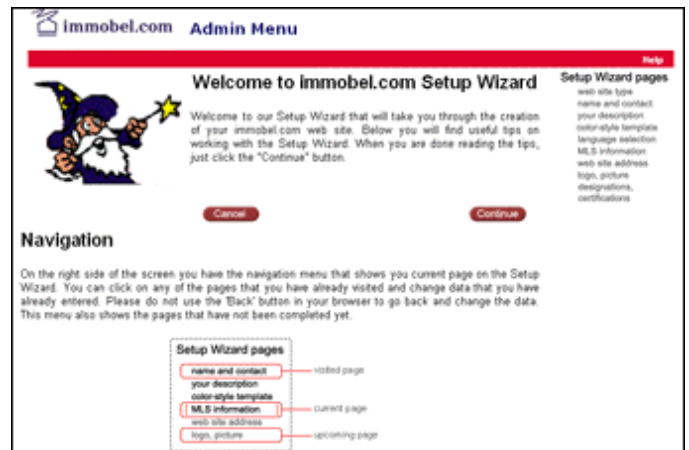 immobel.com Admin Menu
Help
Welcome to immobel.com Setup Wizard
Welcome to our Setup Wizard that will take you through the creation
of your immobel.com web site. Below you will find useful tips on
working with the Setup Wizard. When you are done reading the tips,
just click the "Continue" button.
Cancel
Continue
Setup Wizard pages
web site type
name and contact
your description
color-style template
language selection
MLS information
web site address
logo, picture
designations,
certifications
Navigation
On the right side of the screen you have the navigation menu that shows you current page on the Setup
Wizard. You can click on any of the pages that you have already visited and change data that you have
already entered. Please do not use the 'Back' button in your browser to go back and change the data.
This menu also shows the pages that have not been completed yet.
Setup Wizard pages
name and contact visited page
your description
color-style template
MLS information current page
web site address
logo, picture upcoming page